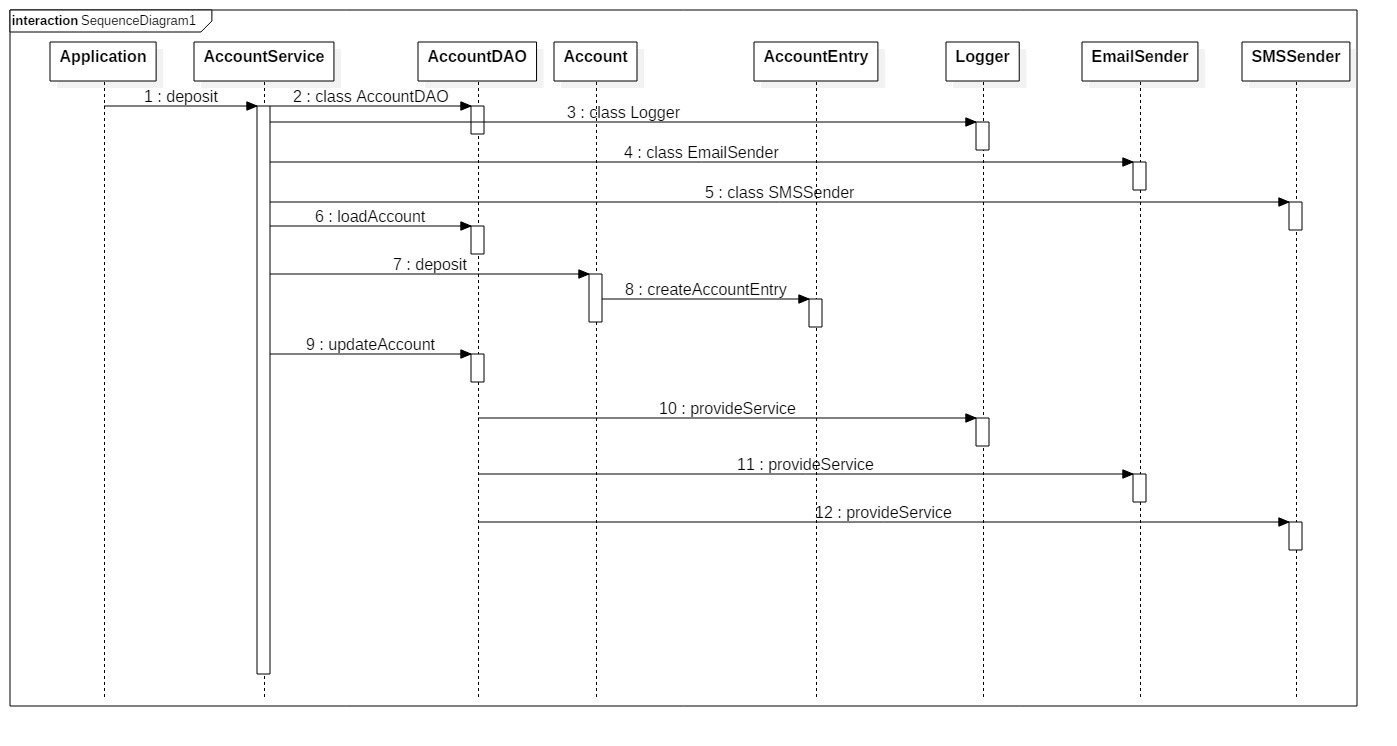 interaction SequenceDiagram1
Application AccountService AccountDAO Account AccountEntry Logger EmailSender SMSSender
1 : deposit 2 : class AccountDAO
3 : class Logger
4 : class EmailSender
5 : class SMSSender
6 : loadAccount
7 : deposit
8 : createAccountEntry
9 : updateAccount
10 : provideService
11 : provideService
12 : provideService